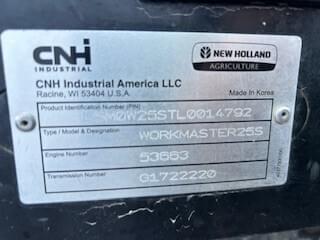 CNH
INDUSTRIAL
NEW HOLLAND
AGRICULTURE
CNH Industrial America LLC
Racine, WI 53404 U.S.A.
Made In Korea
Product Identification Number (PIN)
Type / Model & Designation
WORKMASTER25S
Engine Number
53663
Transmission Number
G1722220